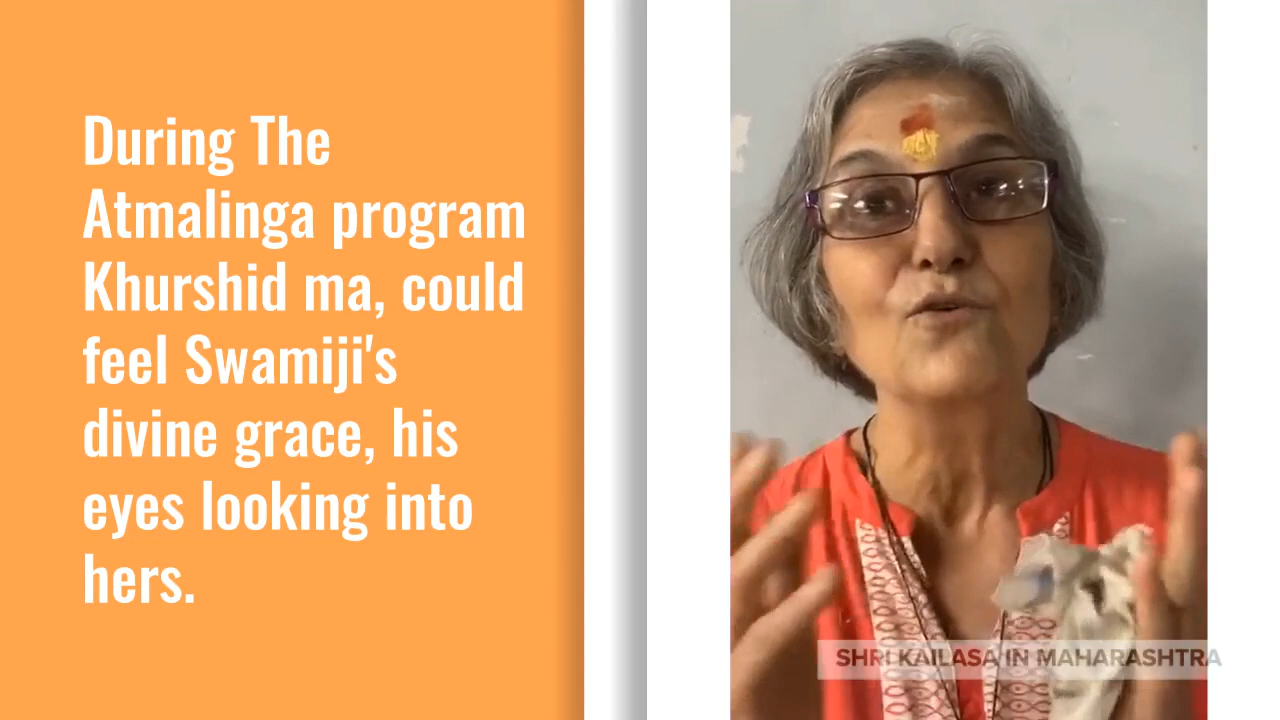 During The
Atmalinga program
Khurshid ma, could
feel Swamiji's
divine grace, his
eyes looking into
hers.
SHRI KAILASA IN MAHARASHTRA